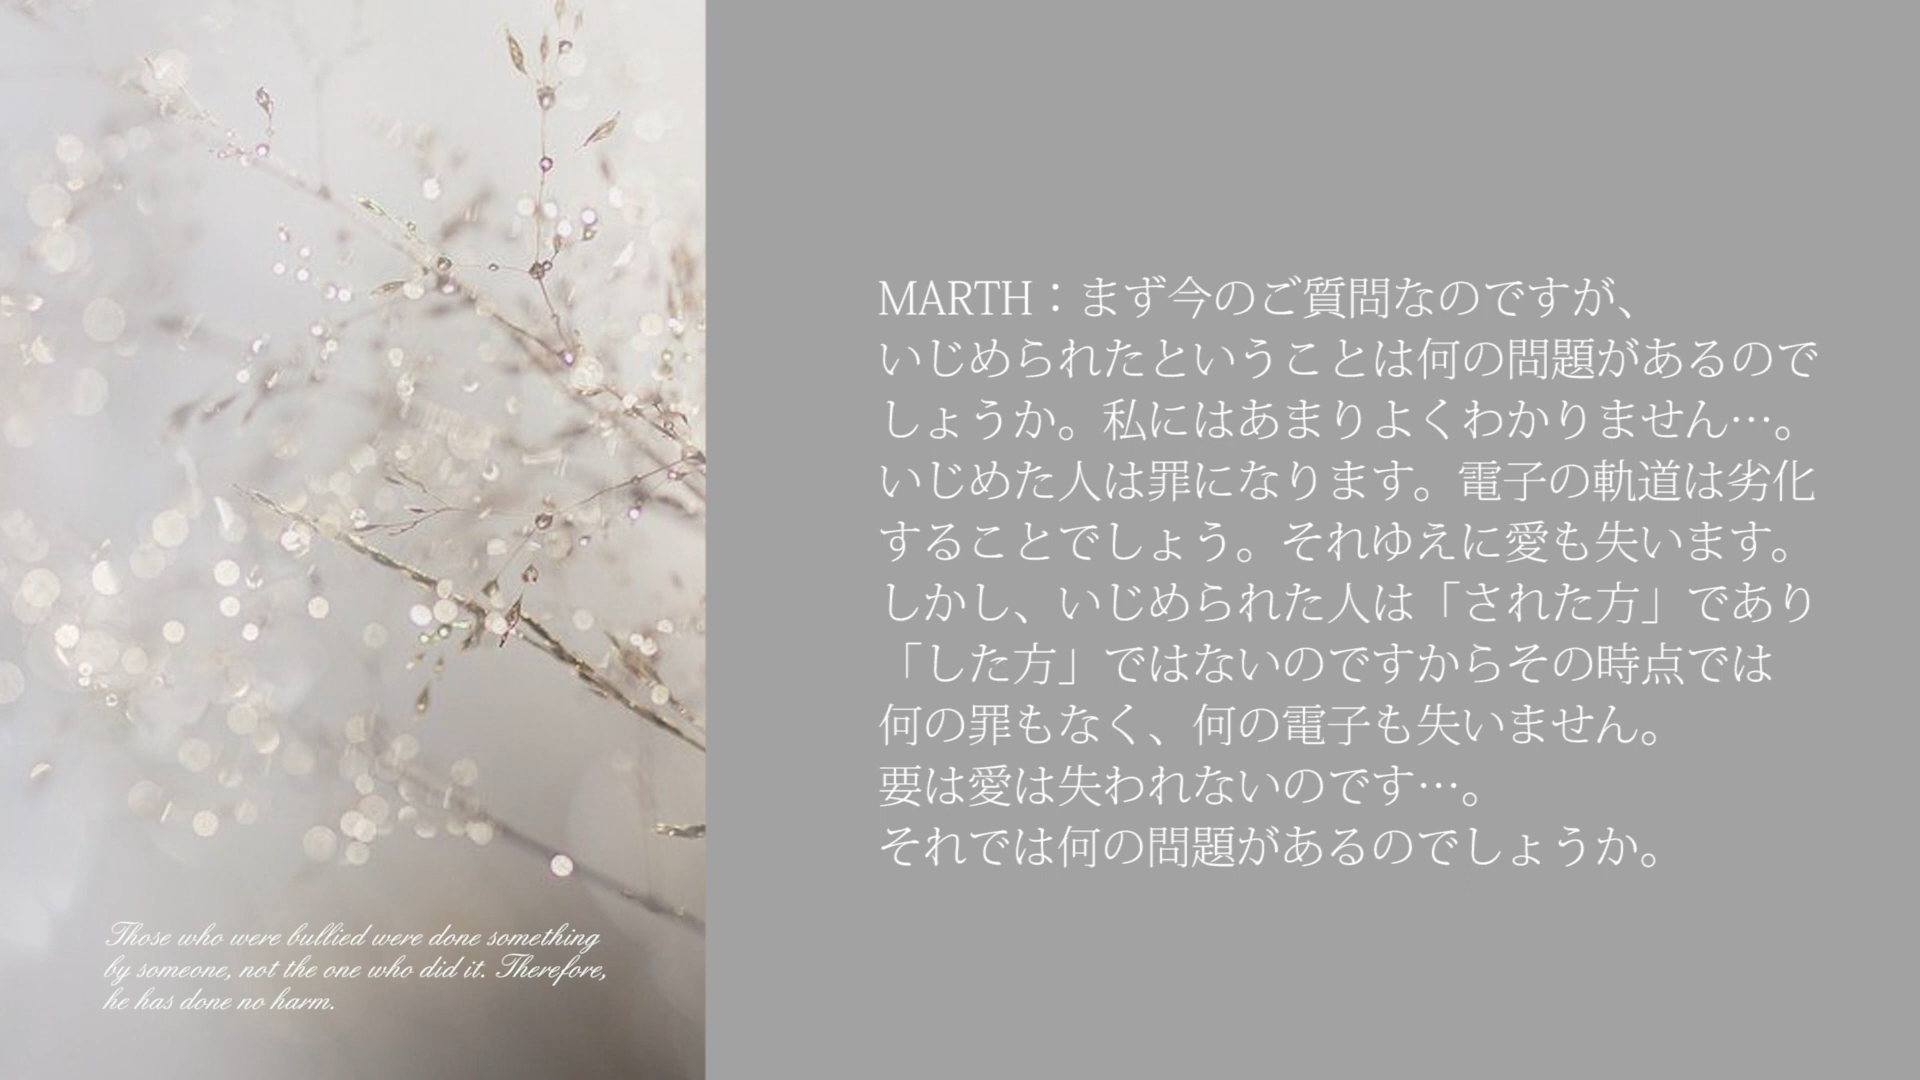 MARTH：まず今のご質問なのですが、
いじめられたということは何の問題があるので
しょうか。私にはあまりよくわかりません…。
いじめた人は罪になります。電子の軌道は劣化
することでしょう。それゆえに愛も失います。
しかし、いじめられた人は「された方」であり
「した方」ではないのですからその時点では
何の罪もなく、何の電子も失いません。
要は愛は失われないのです…。
それでは何の問題があるのでしょうか。
Those who were bullied were done something
by someone, not the one who did it. Therefore,
he has done no harm.